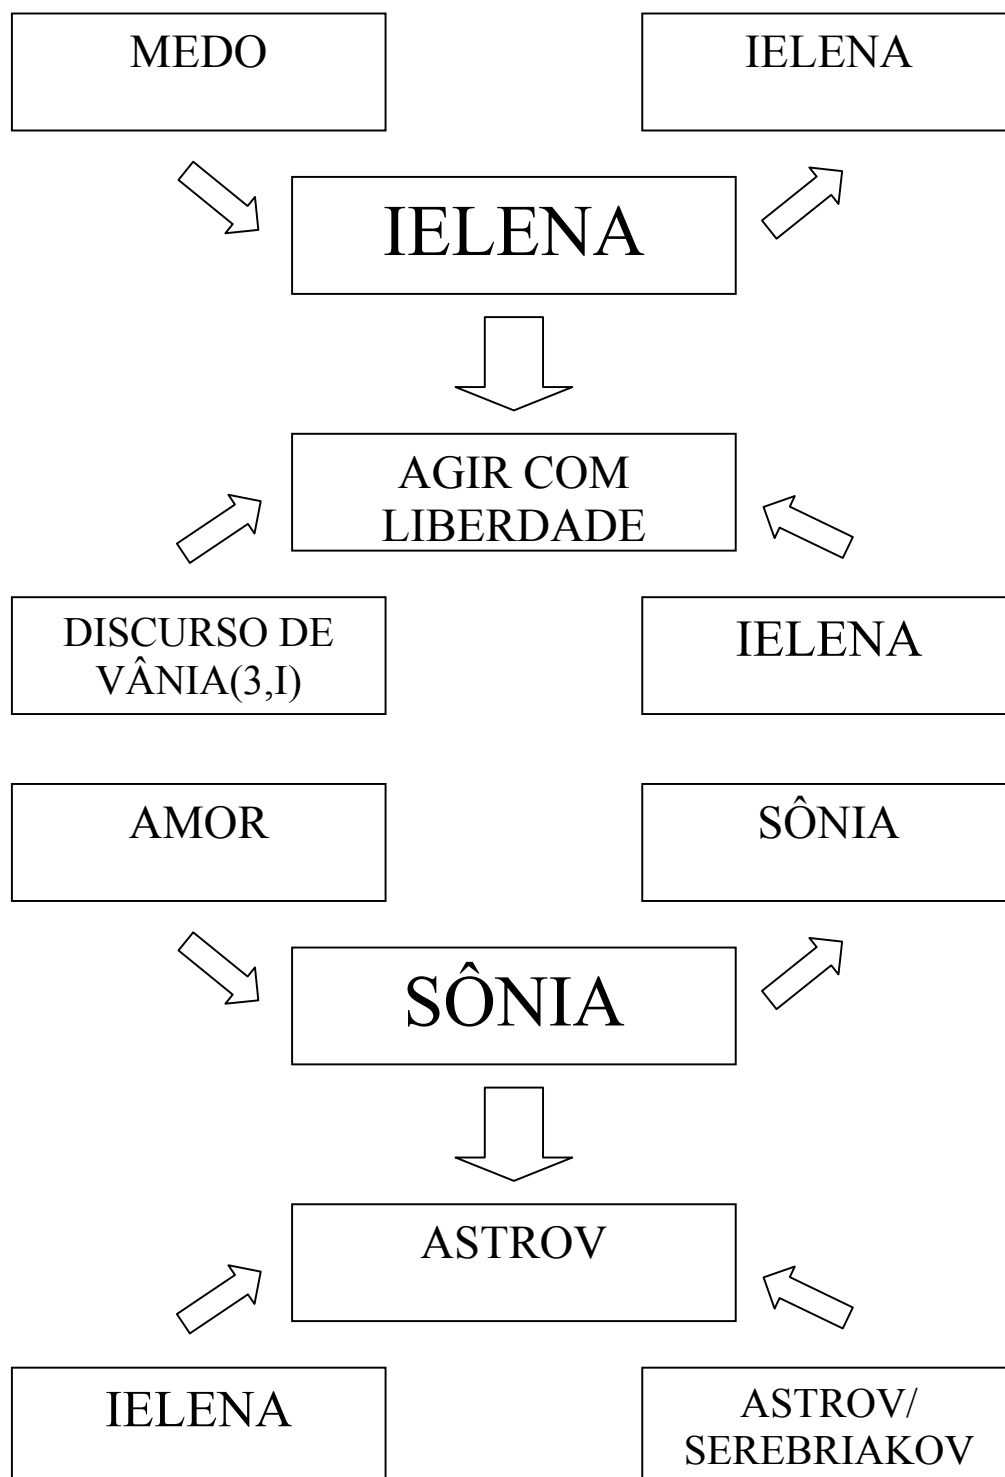 MEDO
IELENA
IELENA
AGIR COM
LIBERDADE
DISCURSO DE
VÂNIA(3,I)
IELENA
AMOR
SÔNIA
SÔNIA
ASTROV
IELENA
ASTROV/
SEREBRIAKOV